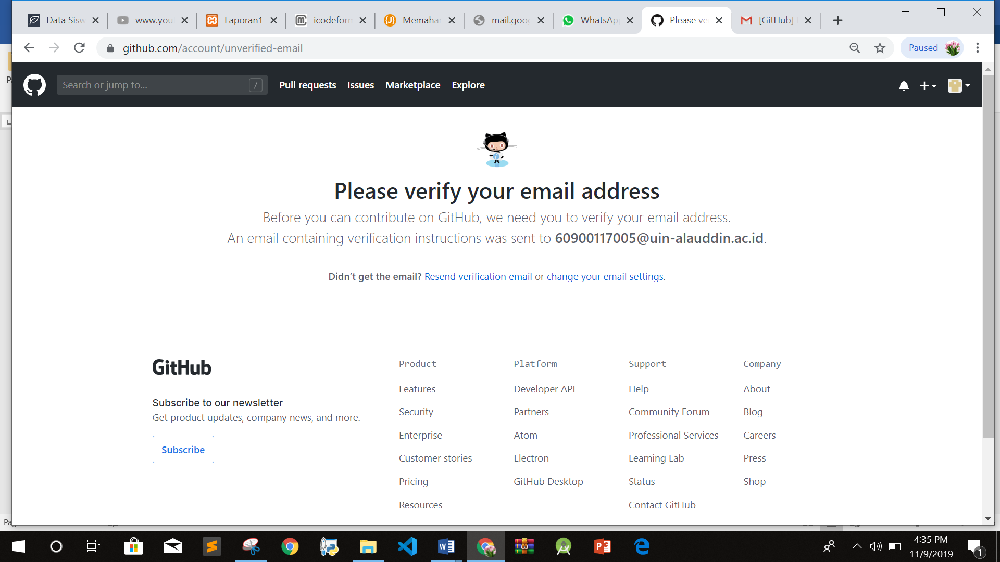 Data Sisw
www.you
Laporan1
icodeform
Memahar
mail.goog
WhatsAp
Please ve
[GitHub]
github.com/account/unverified-email
Paused
Search or jump to...
/
Pull requests
Issues
Marketplace
Explore
Please verify your email address
Before you can contribute on GitHub, we need you to verify your email address.
An email containing verification instructions was sent to 60900117005@uin-alauddin.ac.id.
Didn't get the email? Resend verification email or change your email settings.
GitHub
Subscribe to our newsletter
Get product updates, company news, and more.
Subscribe
Product
Features
Security
Enterprise
Customer stories
Pricing
Resources
Platform
Developer API
Partners
Atom
Electron
GitHub Desktop
Support
Help
Community Forum
Professional Services
Learning Lab
Status
Contact GitHub
Company
About
Blog
Careers
Press
Shop
4:35 PM
11/9/2019
1